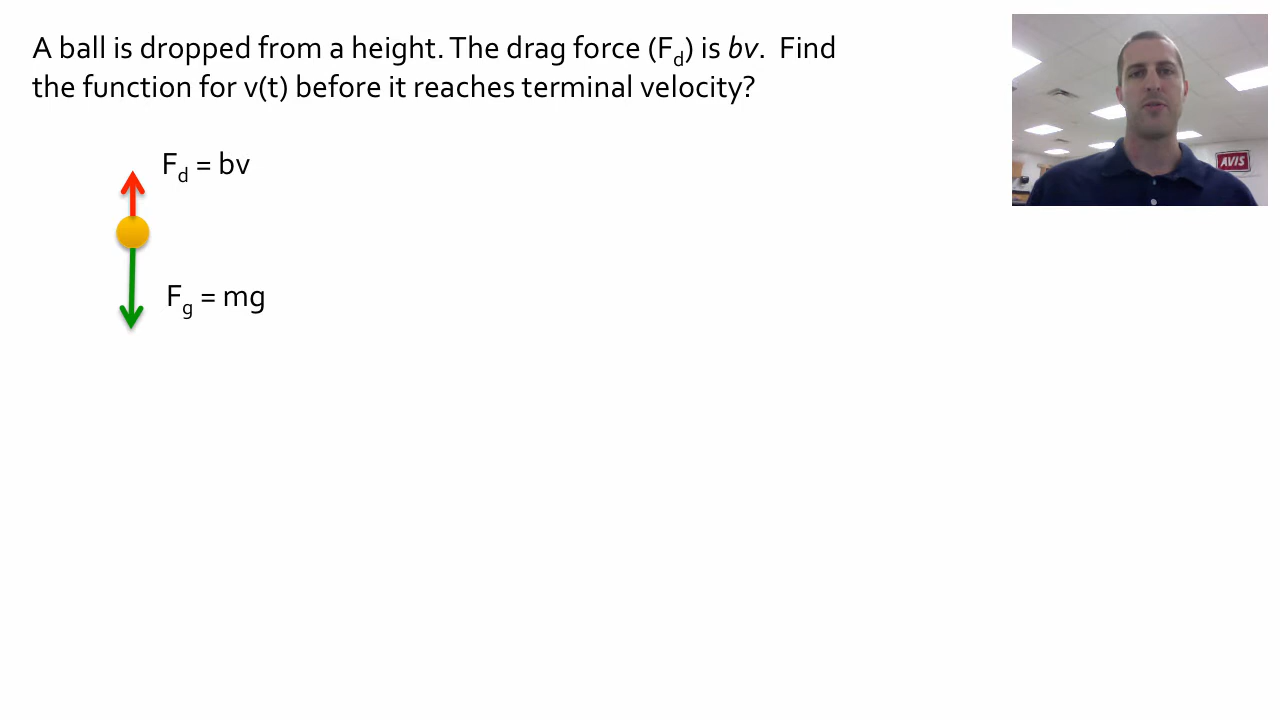 A ball is dropped from a height. The drag force (Fd) is bv. Find
the function for v(t) before it reaches terminal velocity?
Fd = bv
Fg = mg
AVIS